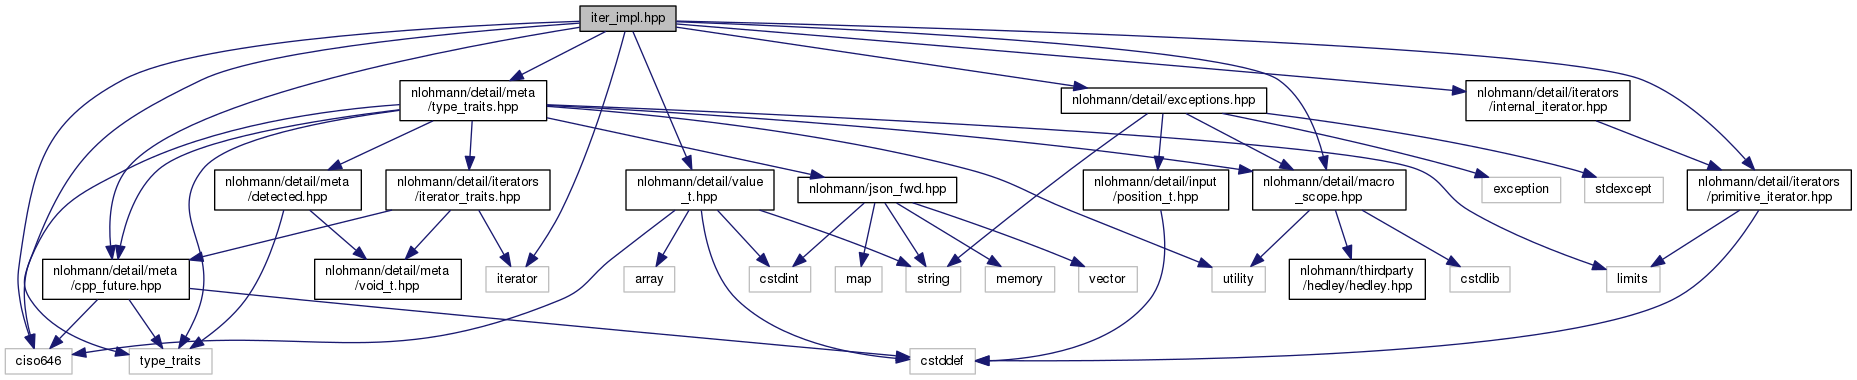 iter_impl.hpp
nlohmann/detail/meta
/type_traits.hpp
nlohmann/detail/exceptions.hpp
nlohmann/detail/iterators
/internal_iterator.hpp
nlohmann/detail/meta
/detected.hpp
nlohmann/detail/iterators
/iterator_traits.hpp
nlohmann/detail/value
_t.hpp
nlohmann/json_fwd.hpp
nlohmann/detail/input
/position_t.hpp
nlohmann/detail/macro
_scope.hpp
exception
stdexcept
nlohmann/detail/iterators
/primitive_iterator.hpp
nlohmann/detail/meta
/cpp_future.hpp
nlohmann/detail/meta
/void_t.hpp
iterator
array
cstdint
map
string
memory
vector
utility
nlohmann/thirdparty
/hedley/hedley.hpp
cstdlib
limits
ciso646
type_traits
cstddef